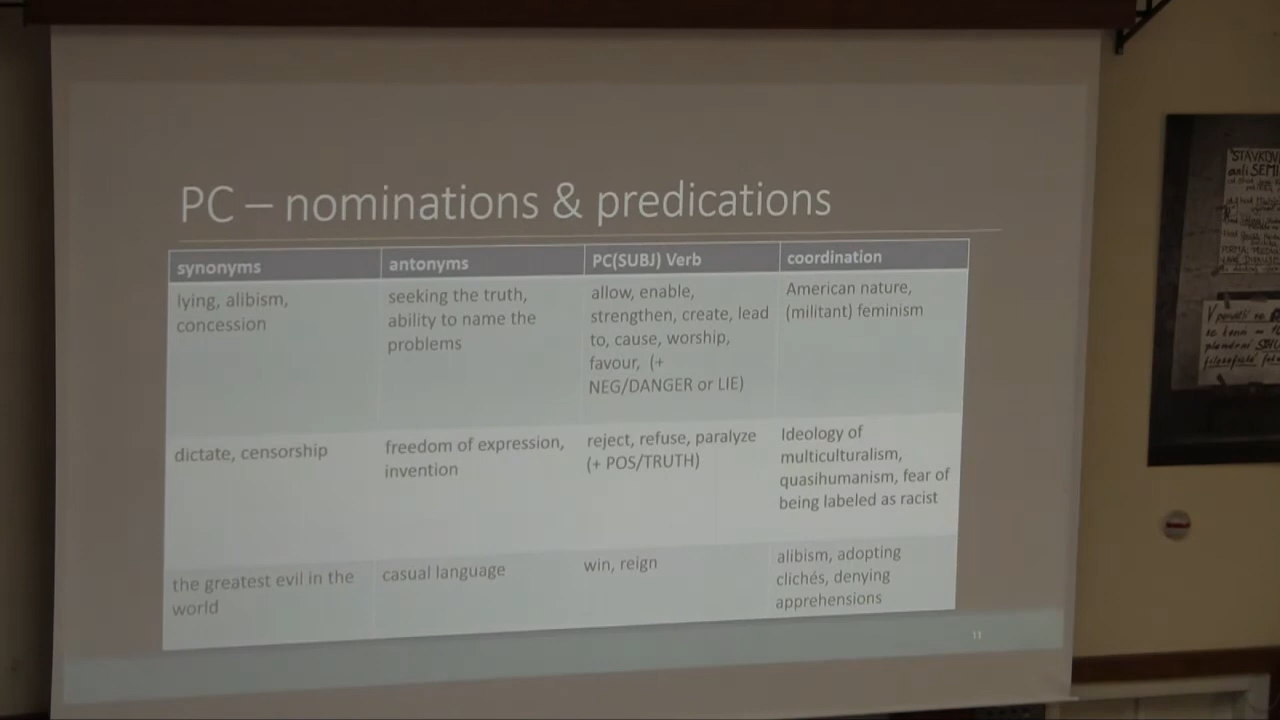 PC – nominations & predications
synonyms
antonyms
PC(SUBJ) Verb
coordination
lying, alibism,
concession
seeking the truth,
ability to name the
problems
allow, enable,
strengthen, create, lead
to, cause, worship,
favour, (+
NEG/DANGER or LIE)
American nature,
(militant) feminism
dictate, censorship
freedom of expression,
invention
reject, refuse, paralyze
(+ POS/TRUTH)
Ideology of
multiculturalism,
quasihumanism, fear of
being labeled as racist
the greatest evil in the
world
casual language
win, reign
alibism, adopting
clichés, denying
apprehensions
11
STÁVKOV
anti SEMI